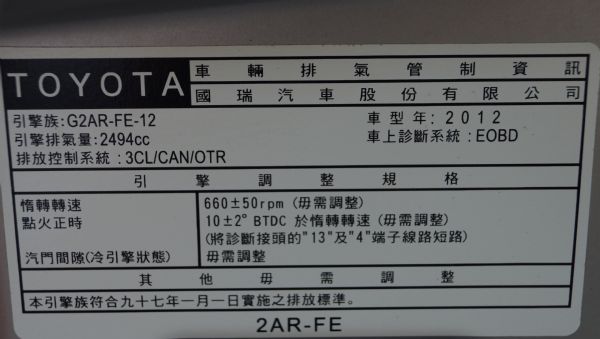 TOYOTA 車輛排氣管制資訊
國瑞汽車股份有限公司
引擎族:G2AR-FE-12 車型年:2012
引擎排氣量:2494cc 車上診斷系統:EOBD
排放控制系統:3CL/CAN/OTR
引擎調整規格
惰轉轉速 660±50rpm (毋需調整)
點火正時 10±2° BTDC 於惰轉轉速 (毋需調整)
(將診斷接頭的"13"及"4"端子線路短路)
汽門間隙(冷引擎狀態) 毋需調整
其他毋需調整
本引擎族符合九十七年一月一日實施之排放標準。
2AR-FE